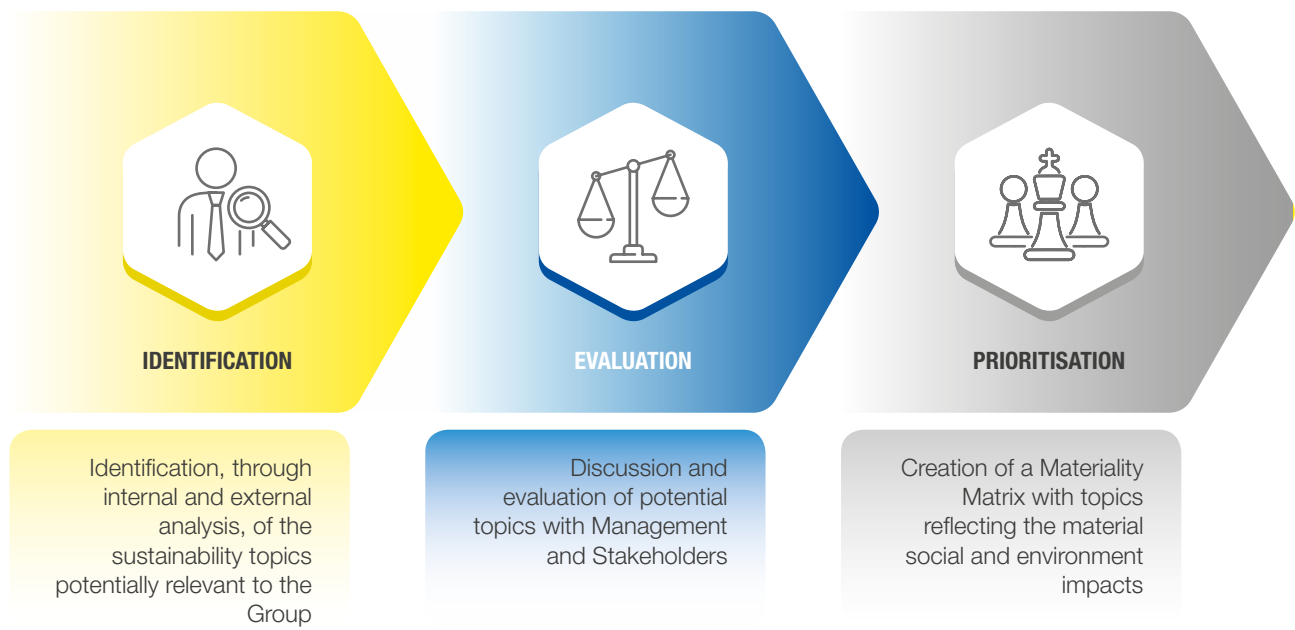 IDENTIFICATION
Identification, through
internal and external
analysis, of the
sustainability topics
potentially relevant to the
Group
EVALUATION
Discussion and
evaluation of potential
topics with Management
and Stakeholders
PRIORITISATION
Creation of a Materiality
Matrix with topics
reflecting the material
social and environment
impacts